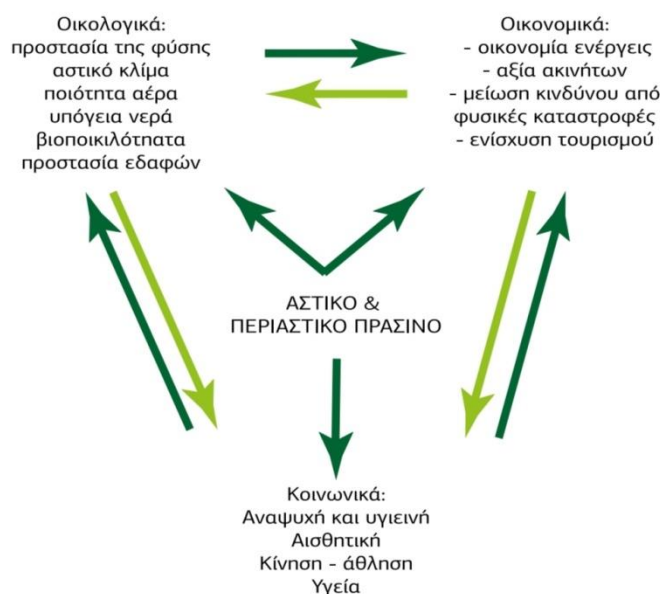 Οικολογικά:
προστασία της φύσης
αστικό κλίμα
ποιότητα αέρα
υπόγεια νερά
βιοποικιλότπατα
προστασία εδαφών
Οικονομικά:
- οικονομία ενέργεις
- αξία ακινήτων
- μείωση κινδύνου από
φυσικές καταστροφές
- ενίσχυση τουρισμού
ΑΣΤΙΚΟ &
ΠΕΡΙΑΣΤΙΚΟ ΠΡΑΣΙΝΟ
Κοινωνικά:
Αναψυχή και υγιεινή
Αισθητική
Κίνηση - άθληση
Υγεία